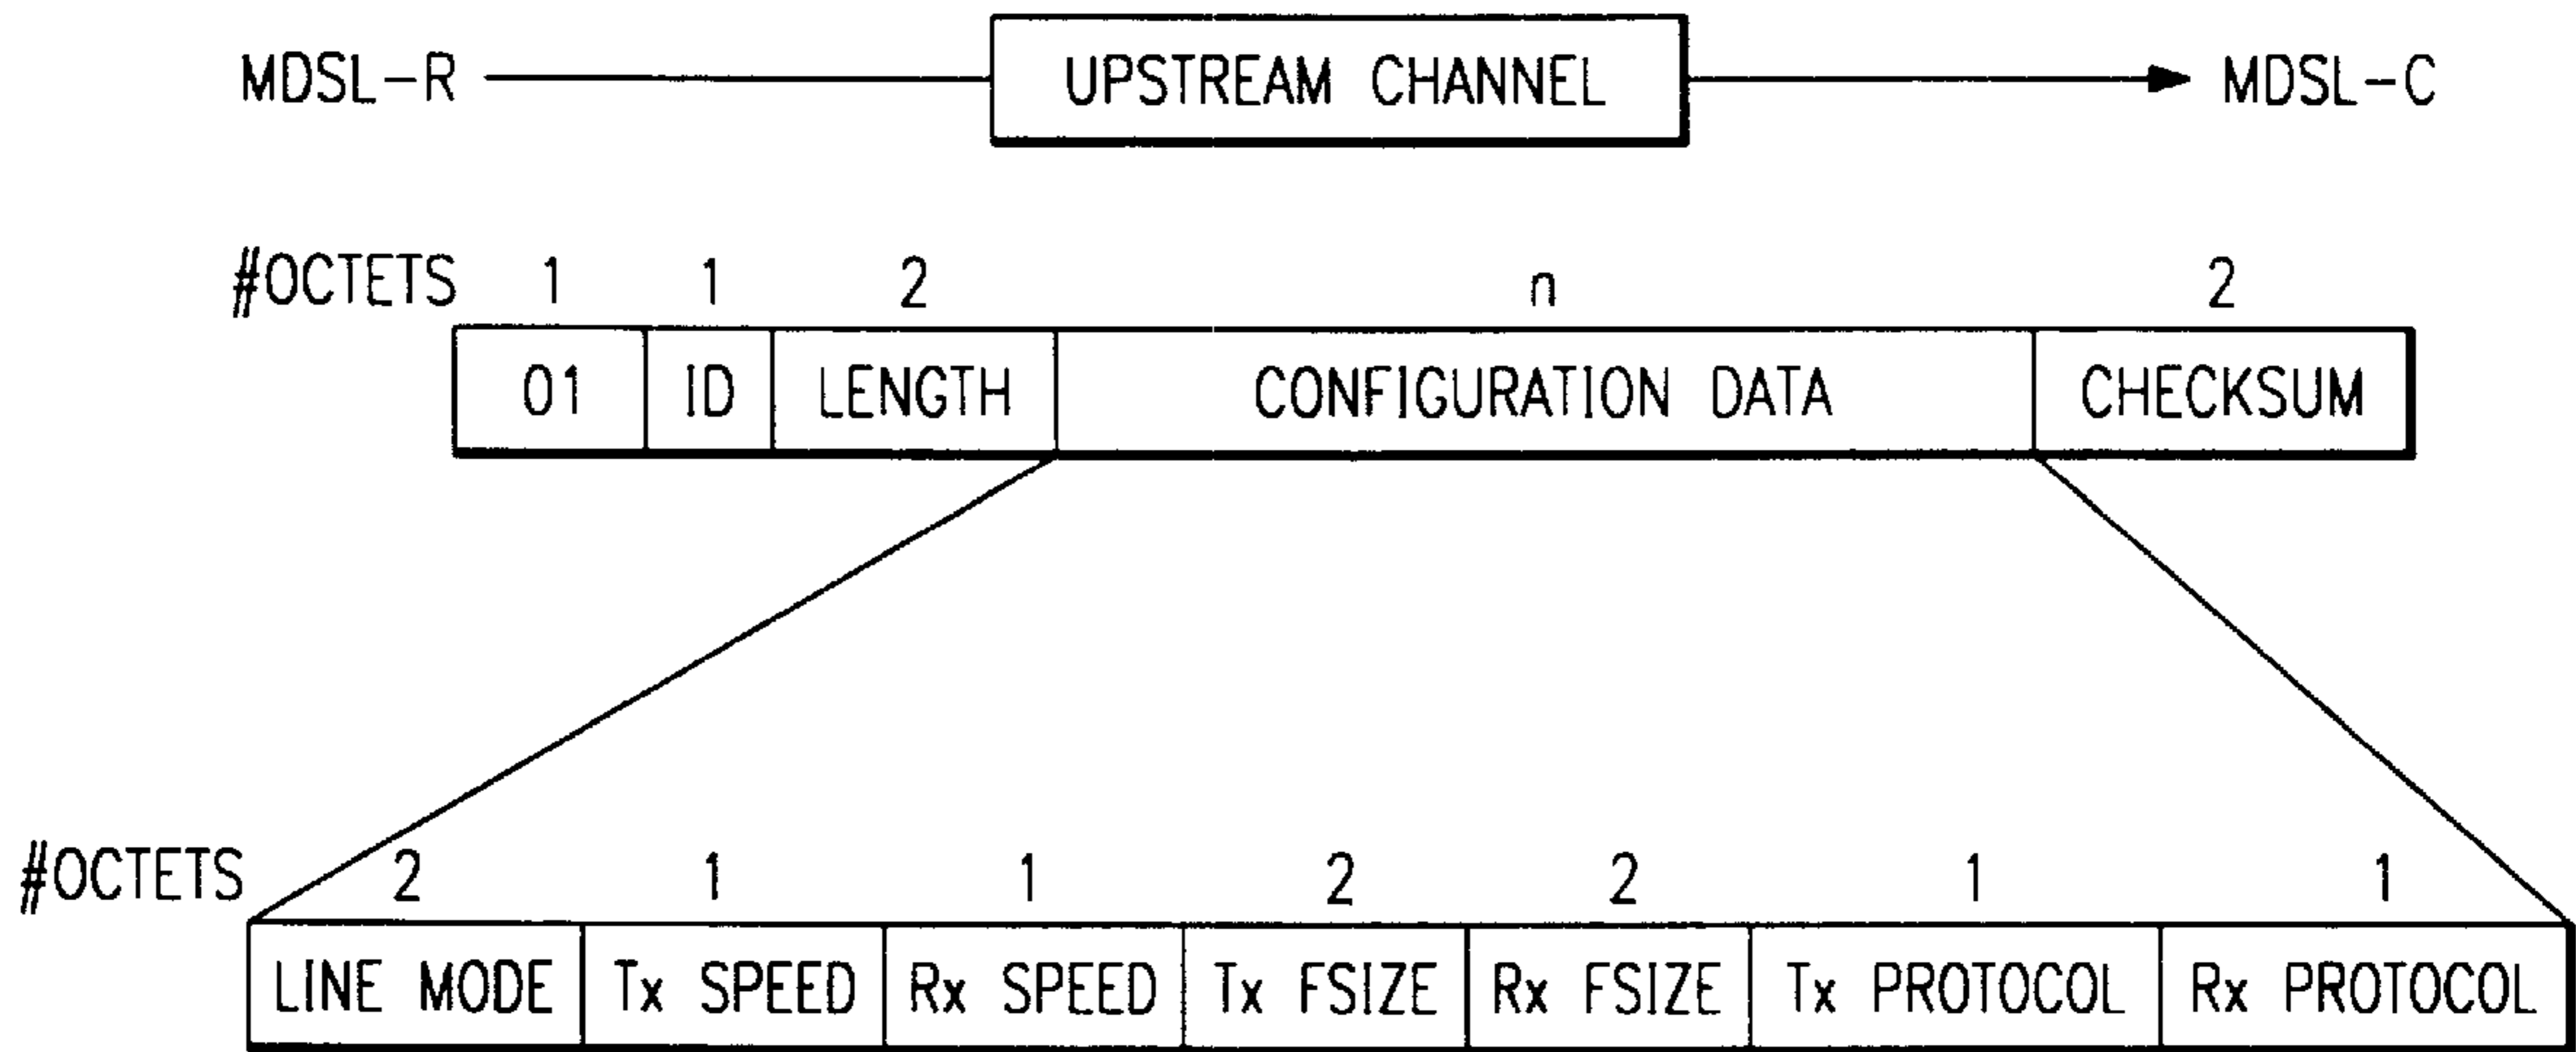 MDSL-R UPSTREAM CHANNEL MDSL-C
#OCTETS 1 1 2 n 2
01 ID LENGTH CONFIGURATION DATA CHECKSUM
#OCTETS 2 1 1 2 2 1 1
LINE MODE Tx SPEED Rx SPEED Tx FSIZE Rx FSIZE Tx PROTOCOL Rx PROTOCOL